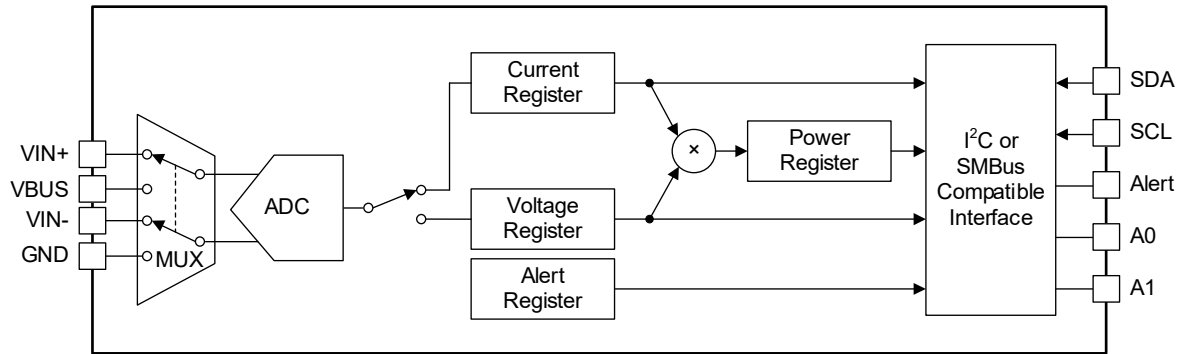 VIN+
VBUS
VIN-
GND
MUX
ADC
Current
Register
Voltage
Register
Alert
Register
×
Power
Register
I²C or
SMBus
Compatible
Interface
SDA
SCL
Alert
A0
A1